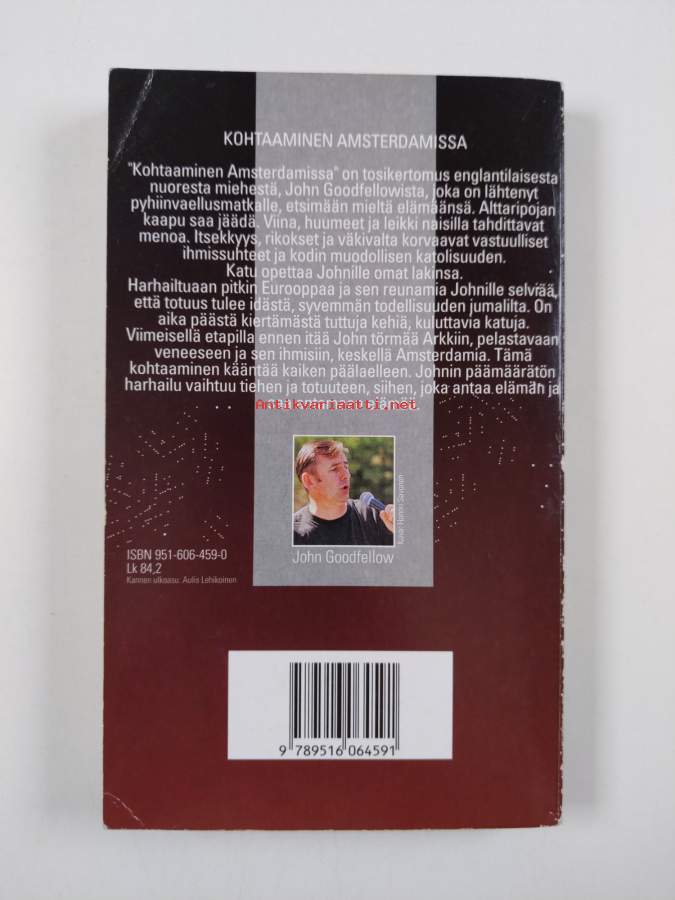 KOHTAAMINEN AMSTERDAMISSA
"Kohtaaminen Amsterdamissa" on tosikertomus englantilaisesta
nuoresta miehestä, John Goodfellowista, joka on lähtenyt
pyhiinvaellusmatkalle, etsimään mieltä elämäänsä. Alttaripojan
kaapu saa jäädä. Viina, huumeet ja leikki naisilla tahdittavat
menoa. Itsekkyys, rikokset ja väkivalta korvaavat vastuulliset
ihmissuhteet ja kodin muodollisen katolisuuden.
Katu opettaa Johnille omat lakinsa.
Harhailtuaan pitkin Eurooppaa ja sen reunamia Johnille selviää,
että totuus tulee idästä, syvemmän todellisuuden jumalilta. On
aika päästä kiertämästä tuttuja kehiä, kuluttavia katuja.
Viimeisellä etapilla ennen itää John törmää Arkkiin, pelastavaan
veneeseen ja sen ihmisiin, keskellä Amsterdamia. Tämä
kohtaaminen kääntää kaiken päälaelleen. Johnin päämäärätön
harhailu vaihtuu tiehen ja totuuteen, siihen, joka antaa elämän ja
Antikvariaatti.net
Kuva: Hannu Seppänen
John Goodfellow
ISBN 951-606-459-0
Lk 84,2
Kannen ulkoasu: Aulis Lehikoinen
9 789516 064591